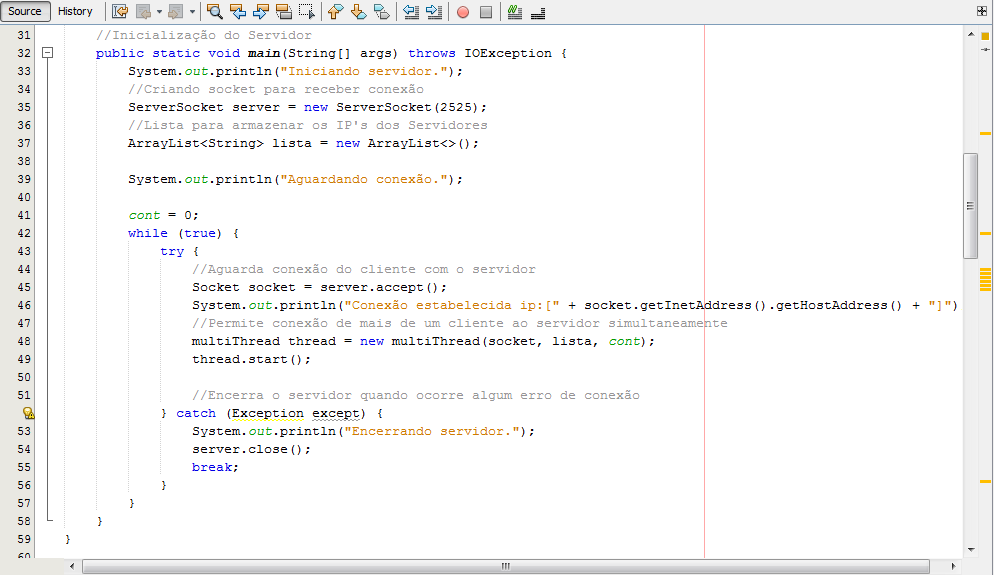 Source History
31 //Inicialização do Servidor
32 public static void main(String[] args) throws IOException {
33 System.out.println("Iniciando servidor.");
34 //Criando socket para receber conexão
35 ServerSocket server = new ServerSocket(2525);
36 //Lista para armazenar os IP's dos Servidores
37 ArrayList<String> lista = new ArrayList<>();
38
39 System.out.println("Aguardando conexão.");
40
41 cont = 0;
42 while (true) {
43 try {
44 //Aguarda conexão do cliente com o servidor
45 Socket socket = server.accept();
46 System.out.println("Conexão estabelecida ip:[" + socket.getInetAddress().getHostAddress() + "]")
47 //Permite conexão de mais de um cliente ao servidor simultaneamente
48 multiThread thread = new multiThread(socket, lista, cont);
49 thread.start();
50
51 //Encerra o servidor quando ocorre algum erro de conexão
} catch (Exception except) {
53 System.out.println("Encerrando servidor.");
54 server.close();
55 break;
56 }
57 }
58 }
59 }
60